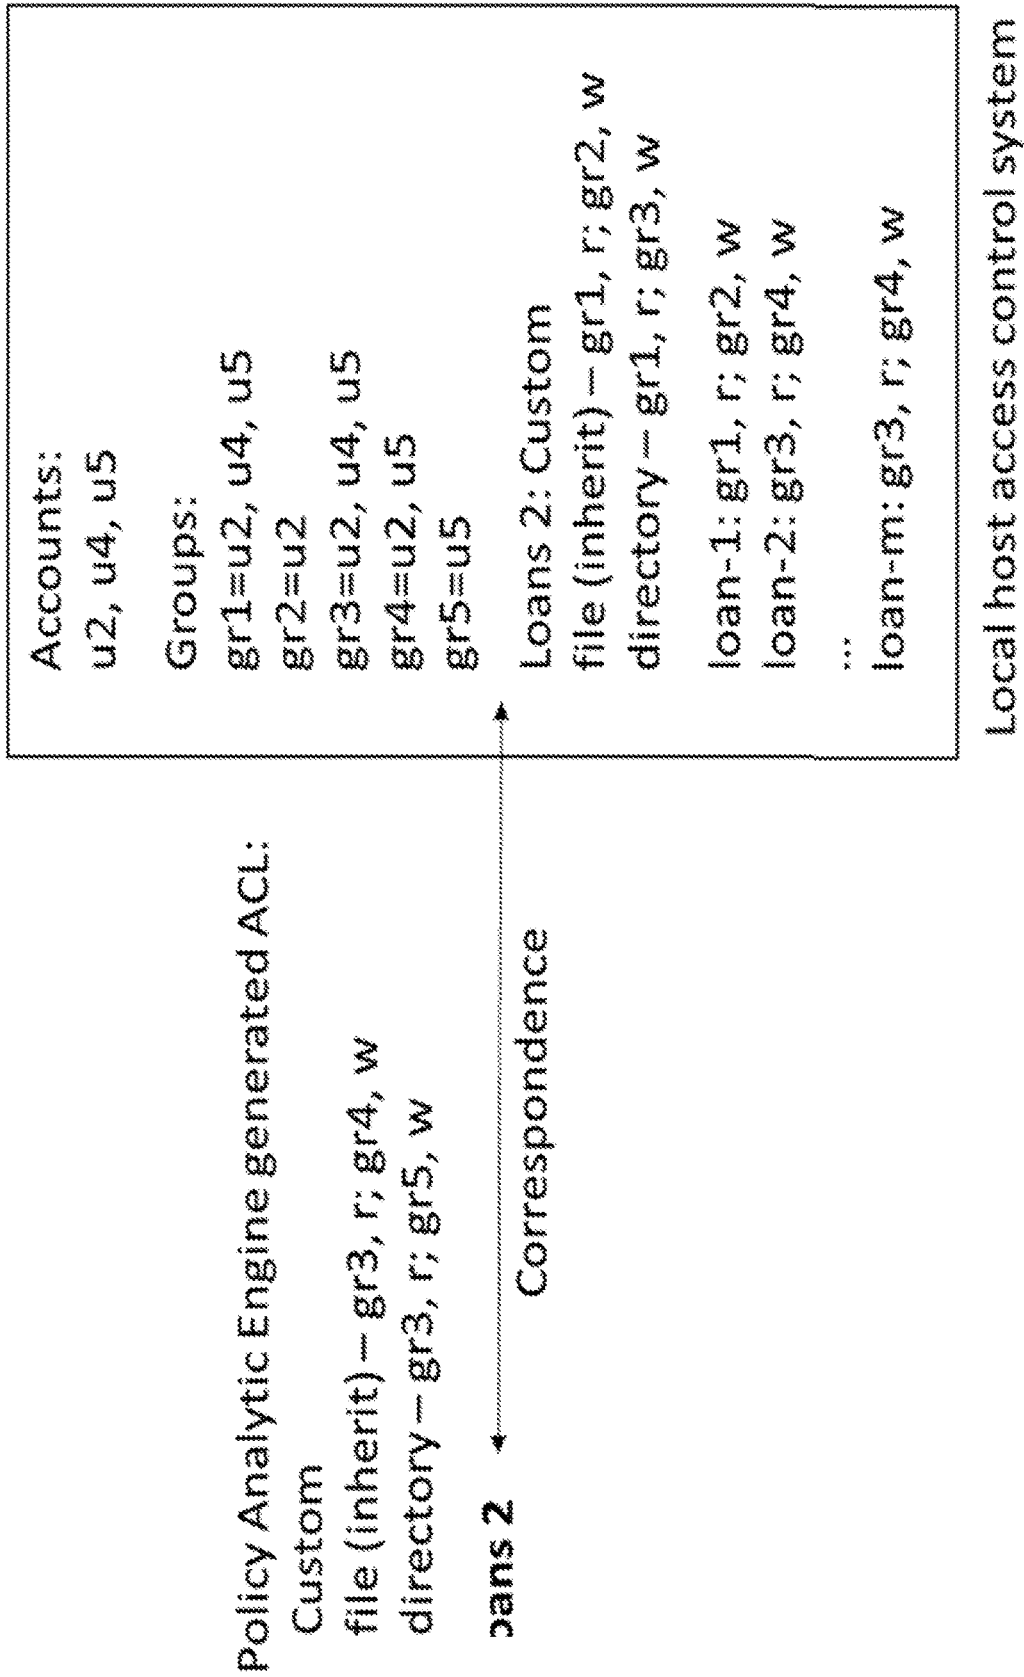 Policy Analytic Engine generated ACL:
Custom
file (inherit) – gr3, r; gr4, w
directory – gr3, r; gr5, w
oans 2
Correspondence
Accounts:
u2, u4, u5
Groups:
gr1=u2, u4, u5
gr2=u2
gr3=u2, u4, u5
gr4=u2, u5
gr5=u5
Loans 2: Custom
file (inherit) – gr1, r; gr2, w
directory – gr1, r; gr3, w
loan-1: gr1, r; gr2, w
loan-2: gr3, r; gr4, w
...
loan-m: gr3, r; gr4, w
Local host access control system